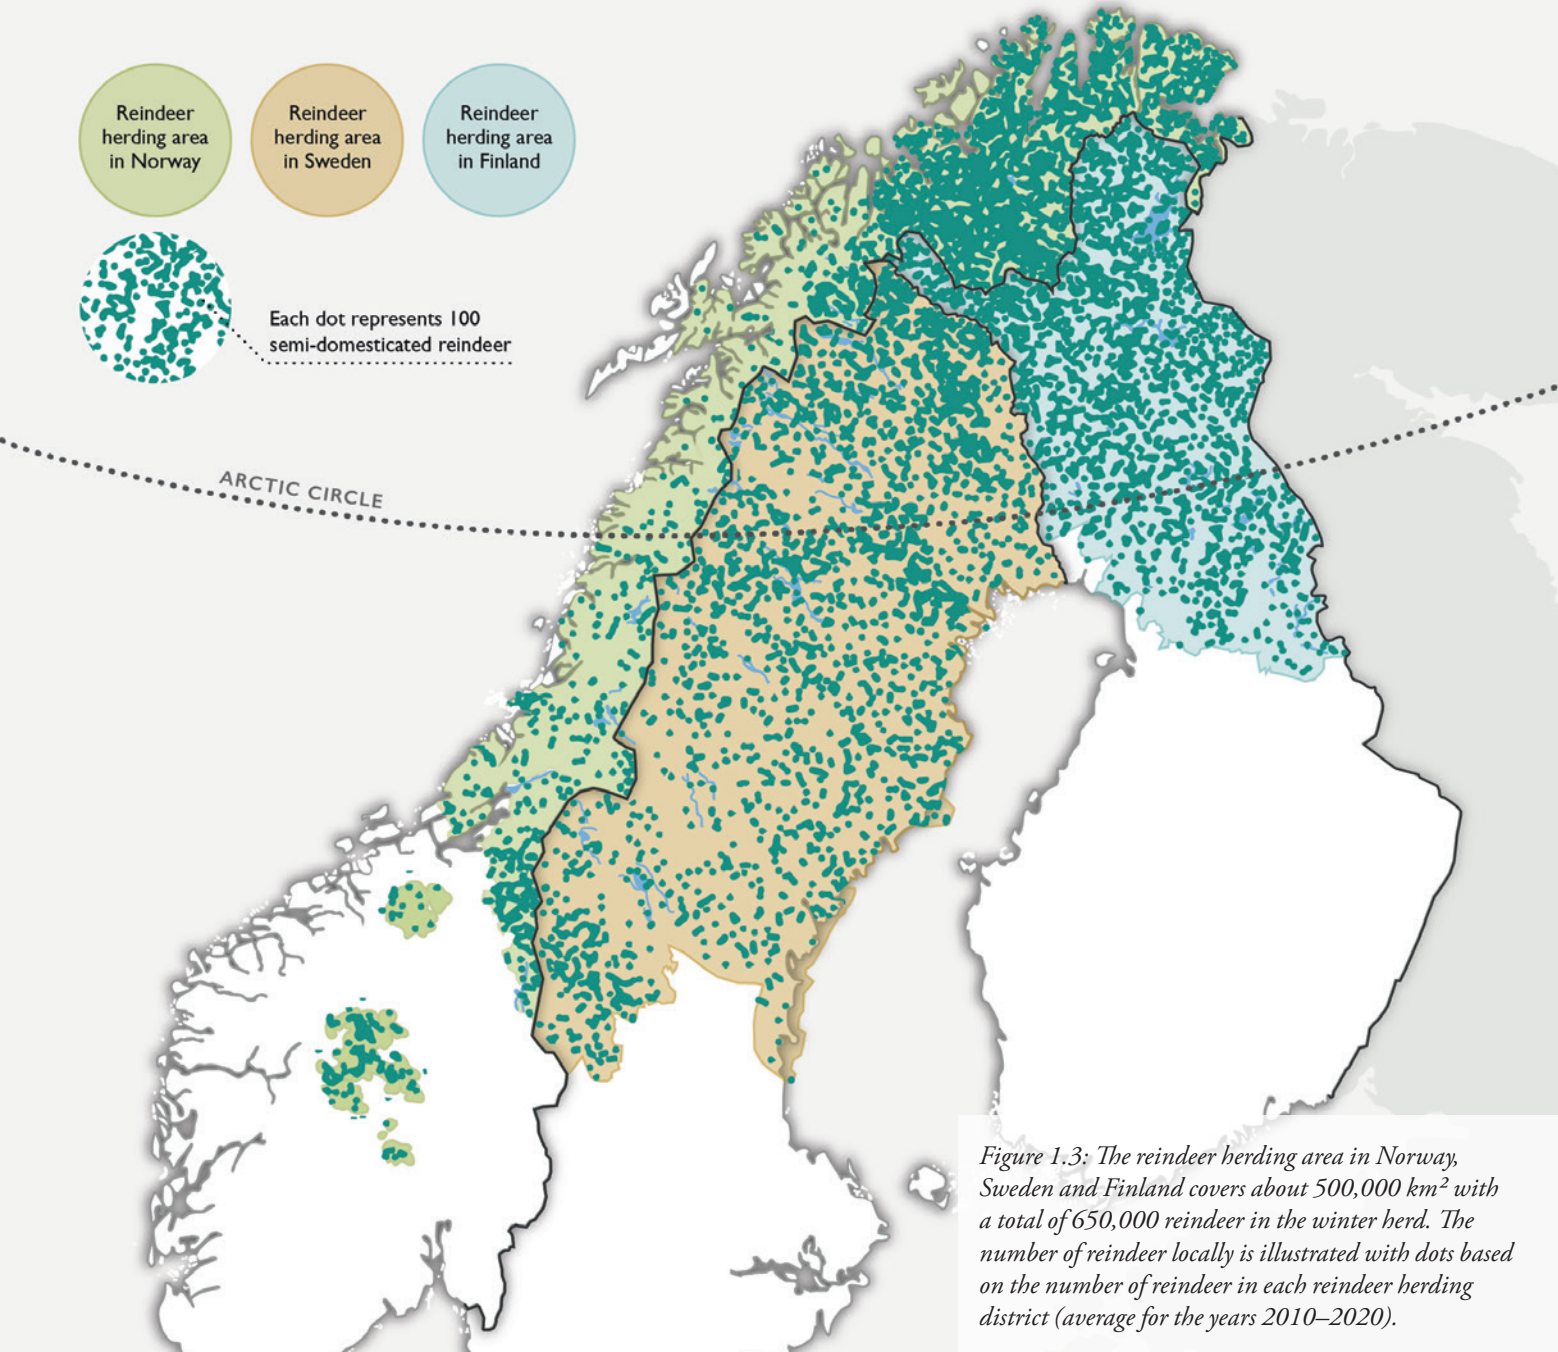 Reindeer
herding area
in Norway
Reindeer
herding area
in Sweden
Reindeer
herding area
in Finland
Each dot represents 100
semi-domesticated reindeer
ARCTIC CIRCLE
Figure 1.3: The reindeer herding area in Norway,
Sweden and Finland covers about 500,000 km² with
a total of 650,000 reindeer in the winter herd. The
number of reindeer locally is illustrated with dots based
on the number of reindeer in each reindeer herding
district (average for the years 2010–2020).